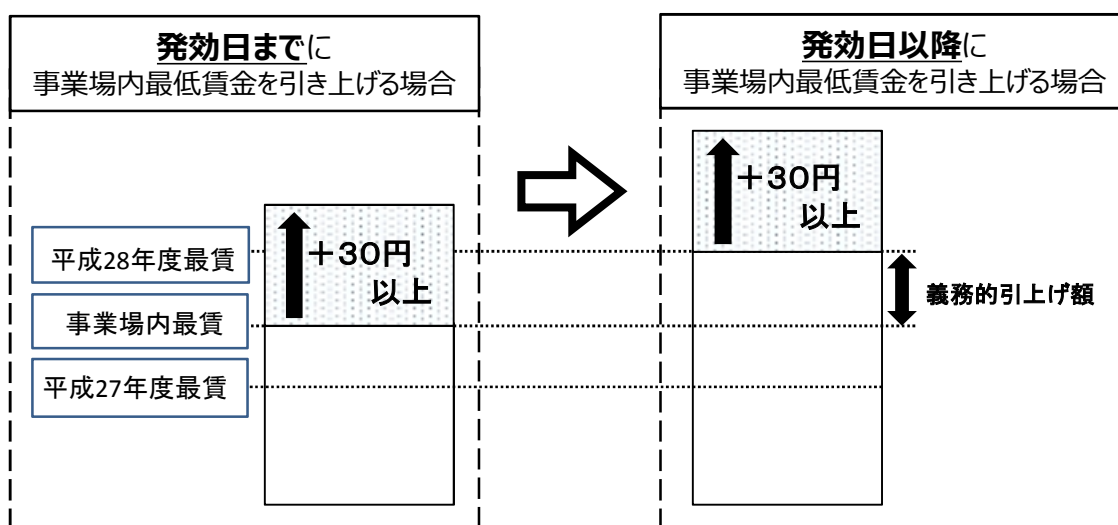 発効日までに
事業場内最低賃金を引き上げる場合
発効日以降に
事業場内最低賃金を引き上げる場合
平成28年度最賃
事業場内最賃
平成27年度最賃
＋30円
以上
＋30円
以上
義務的引上げ額